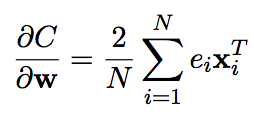 ∂C/∂𝐰 = 2/N ∑_{i=1}^{N} e_i 𝐱_i^T